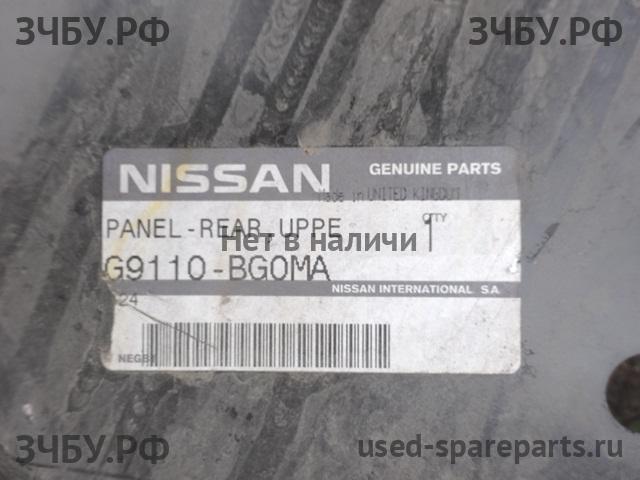 ЗЧБУ.РФ ЗЧБУ.РФ
NISSAN GENUINE PARTS
Made in UNITED KINGDOM
PANEL-REAR UPPE QTY
Нет в наличии 1
G9110-BG0MA
NISSAN INTERNATIONAL S.A.
24
ЗЧБУ.РФ used-spareparts.ru